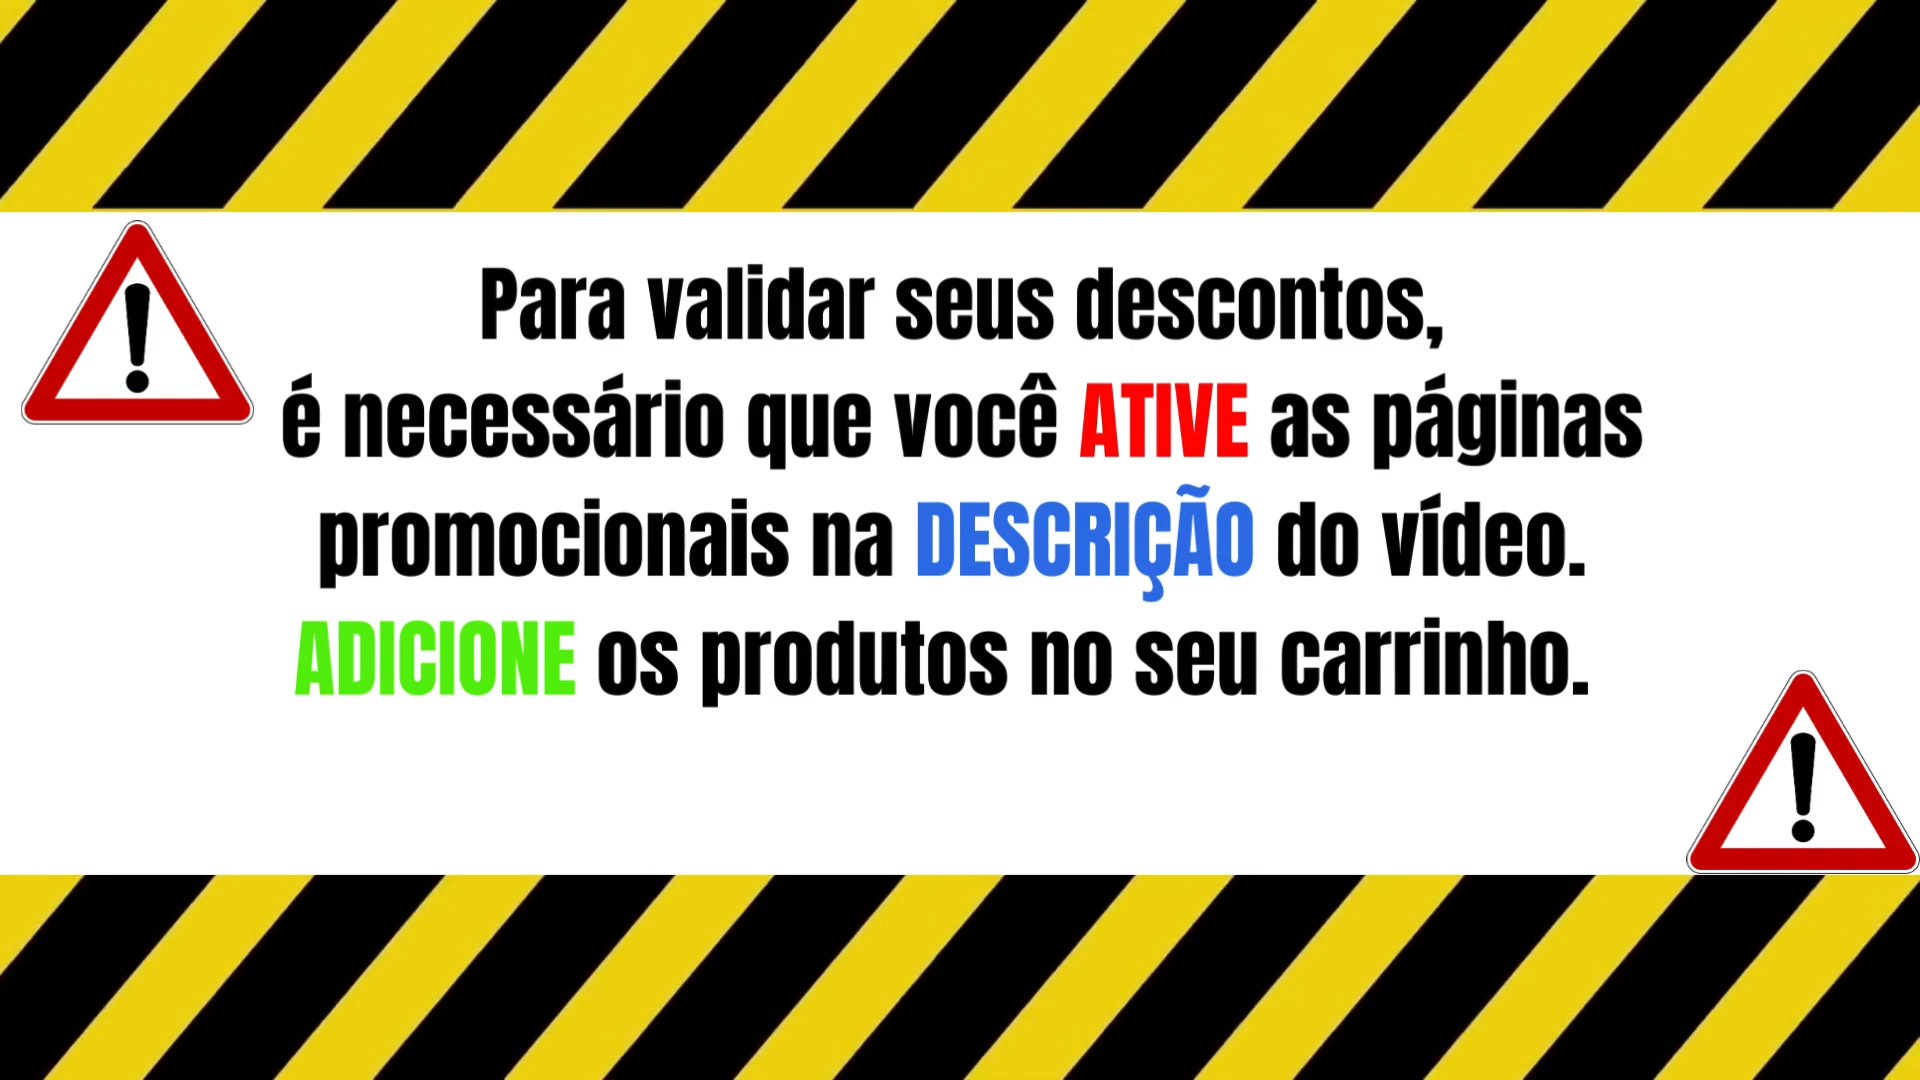 Para validar seus descontos,
é necessário que você ATIVE as páginas
promocionais na DESCRIÇÃO do vídeo.
ADICIONE os produtos no seu carrinho.